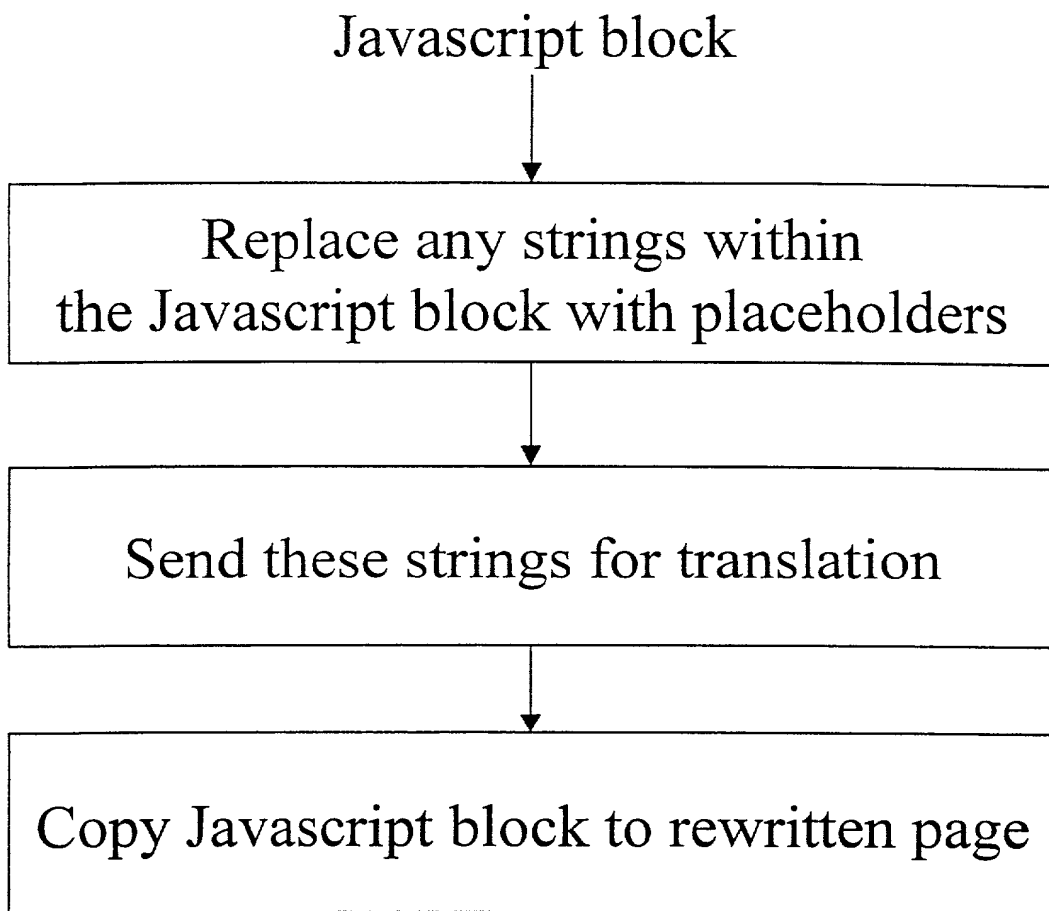 Javascript block
Replace any strings within
the Javascript block with placeholders
Send these strings for translation
Copy Javascript block to rewritten page